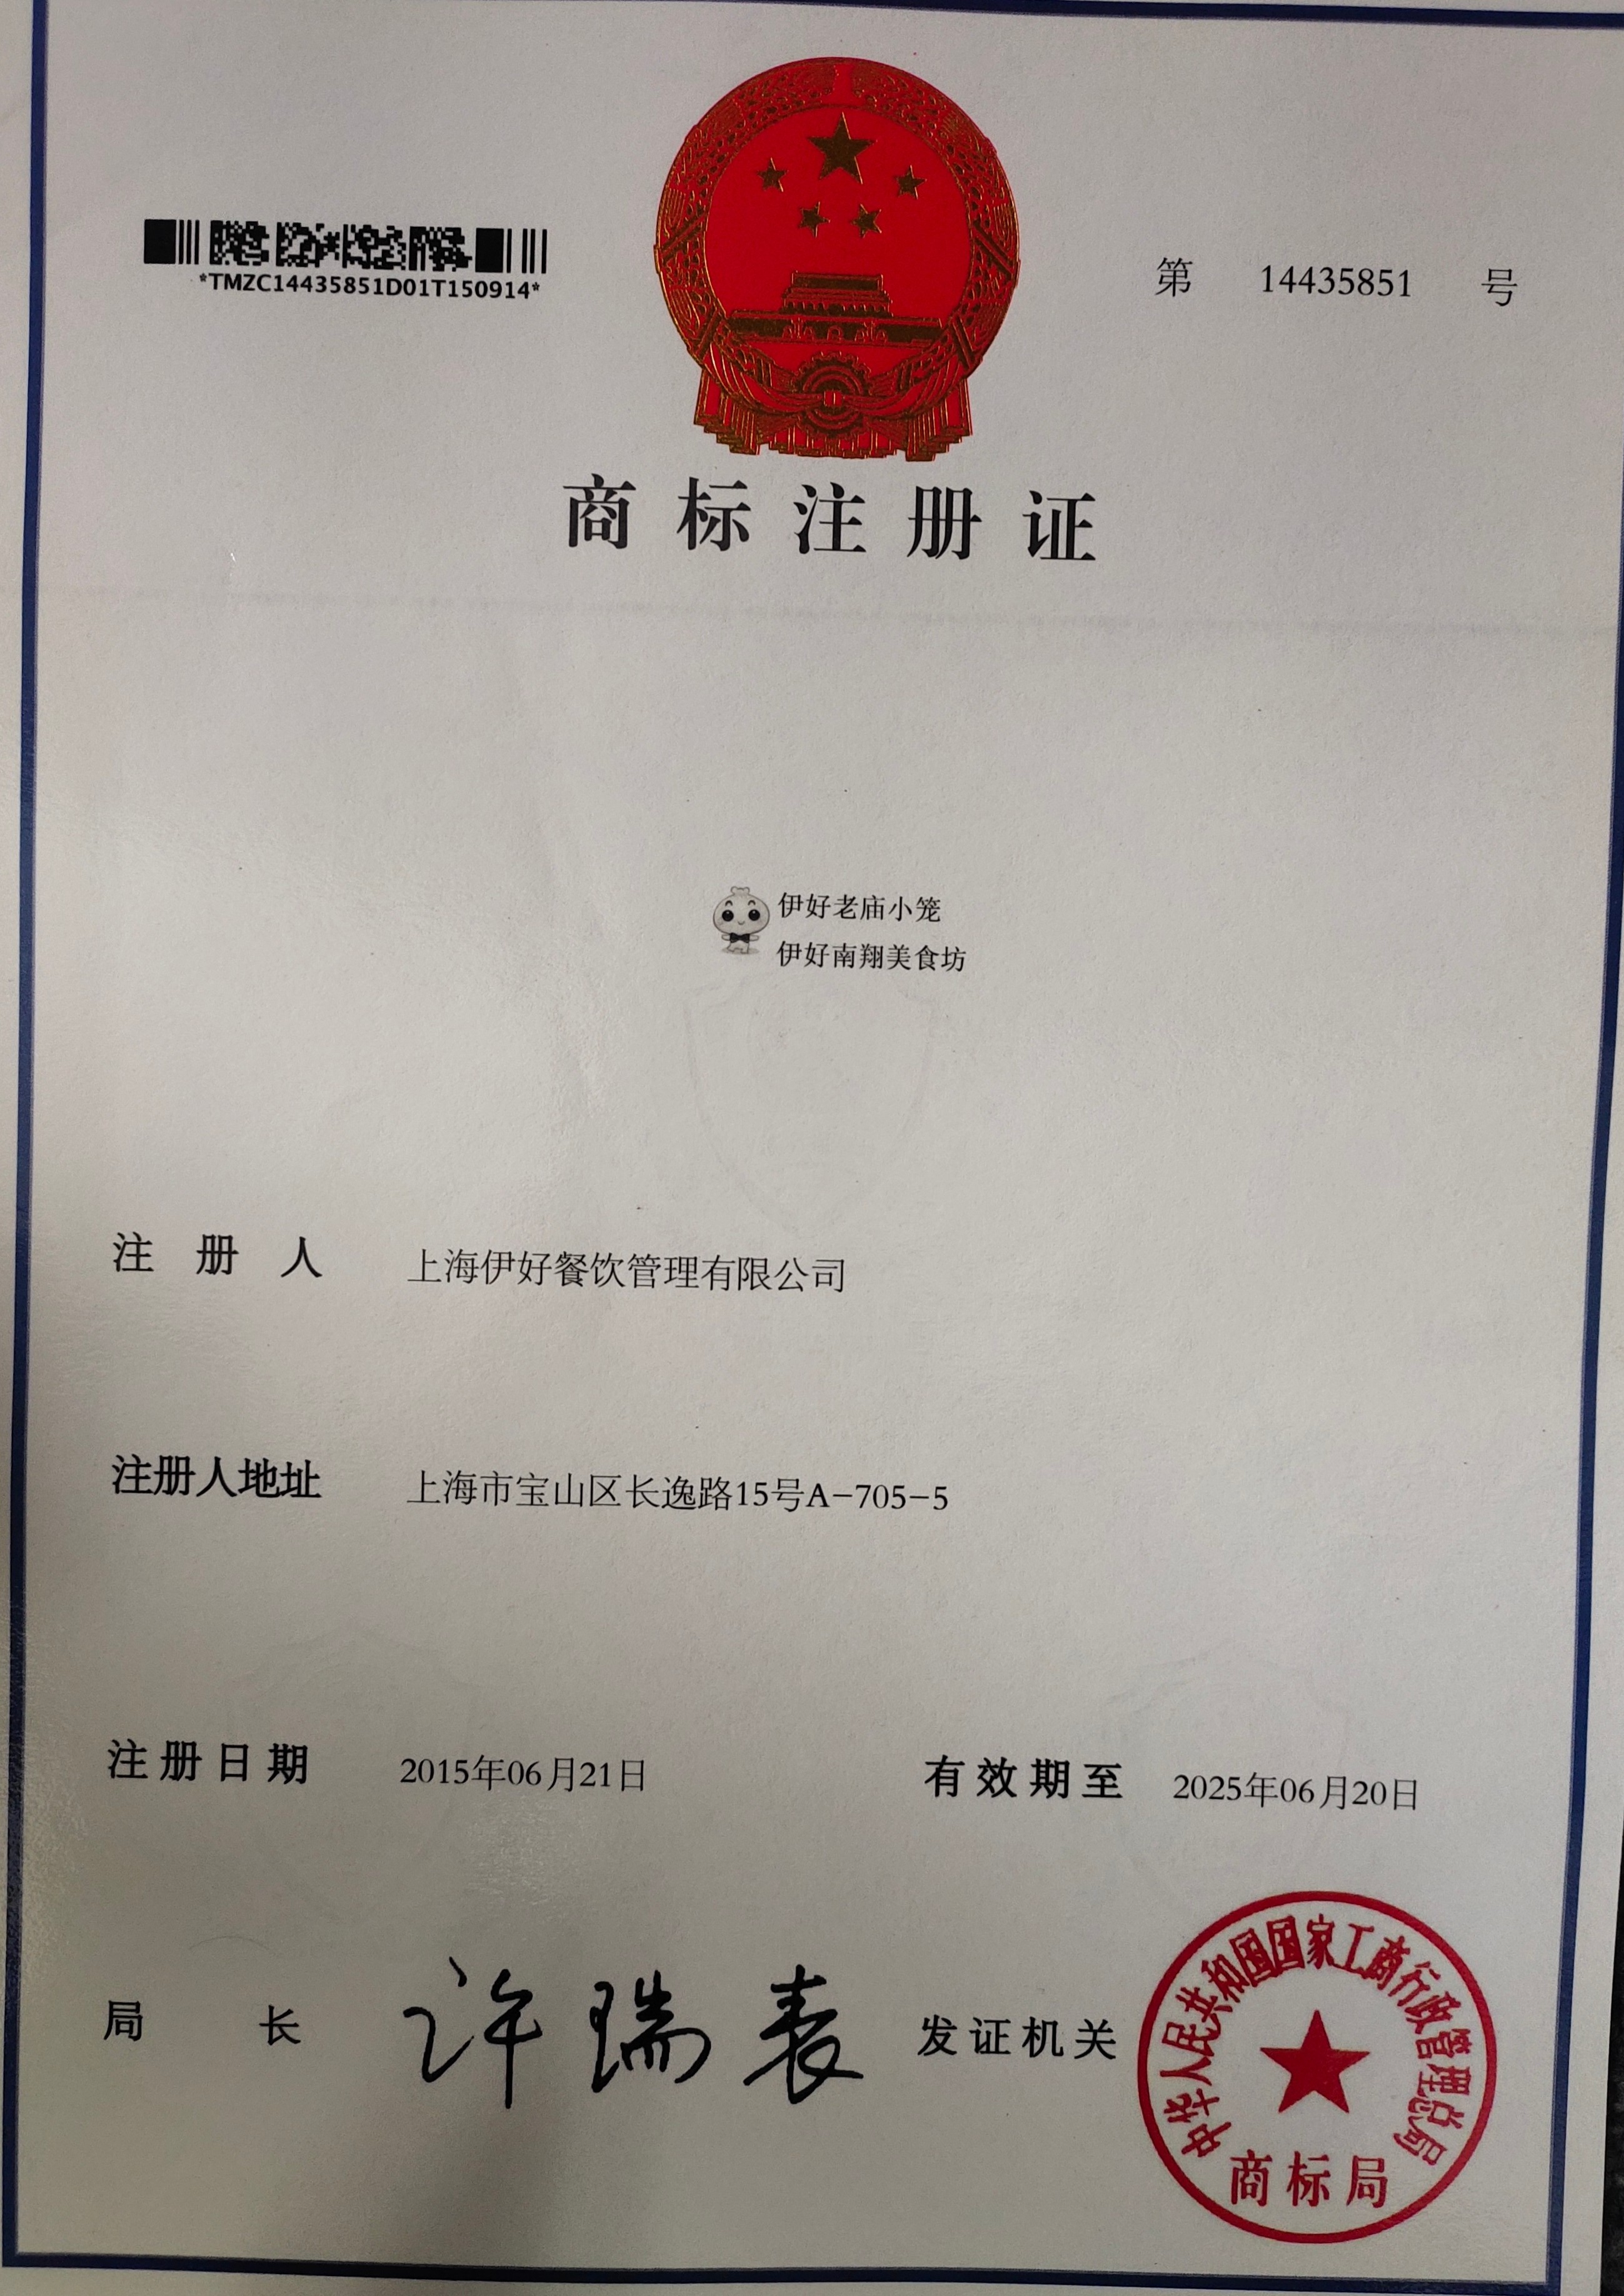 *TMZC14435851D01T150914*
第 14435851 号
商标注册证
伊好老庙小笼
伊好南翔美食坊
注册人 上海伊好餐饮管理有限公司
注册人地址 上海市宝山区长逸路15号A-705-5
注册日期 2015年06月21日 有效期至 2025年06月20日
局长 许瑞表 发证机关
中华人民共和国国家工商行政管理总局
商标局